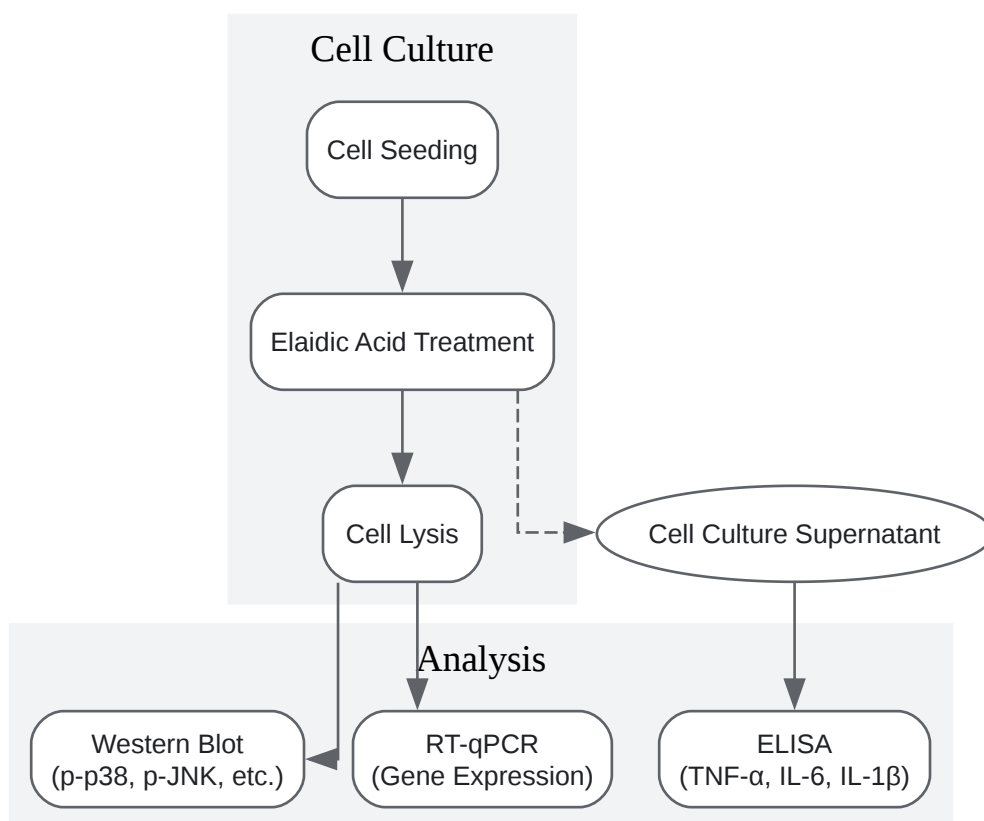 Cell Culture
Cell Seeding
Elaidic Acid Treatment
Cell Lysis
Cell Culture Supernatant
Analysis
Western Blot
(p-p38, p-JNK, etc.)
RT-qPCR
(Gene Expression)
ELISA
(TNF-α, IL-6, IL-1β)